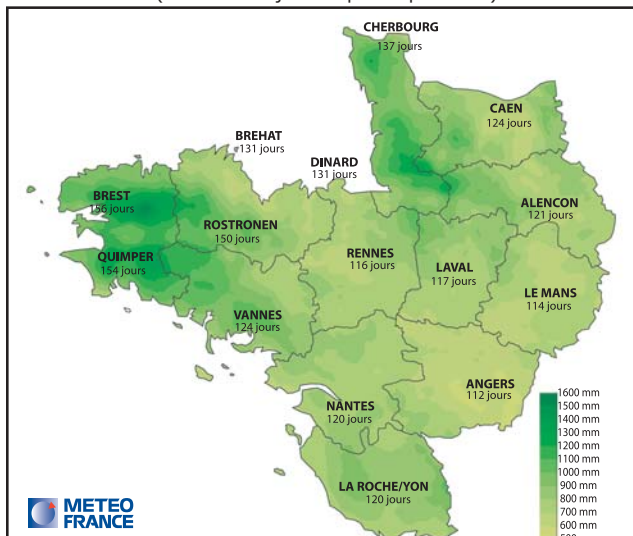 CHERBOURG
137 jours
CAEN
124 jours
BREHAT
131 jours
DINARD
131 jours
BREST
156 jours
ALENCON
121 jours
ROSTRONEN
150 jours
RENNES
116 jours
QUIMPER
154 jours
LAVAL
117 jours
LE MANS
114 jours
VANNES
124 jours
ANGERS
112 jours
NANTES
120 jours
LA ROCHE/YON
120 jours
1600 mm
1500 mm
1400 mm
1300 mm
1200 mm
1100 mm
1000 mm
900 mm
800 mm
700 mm
600 mm
METEO
FRANCE